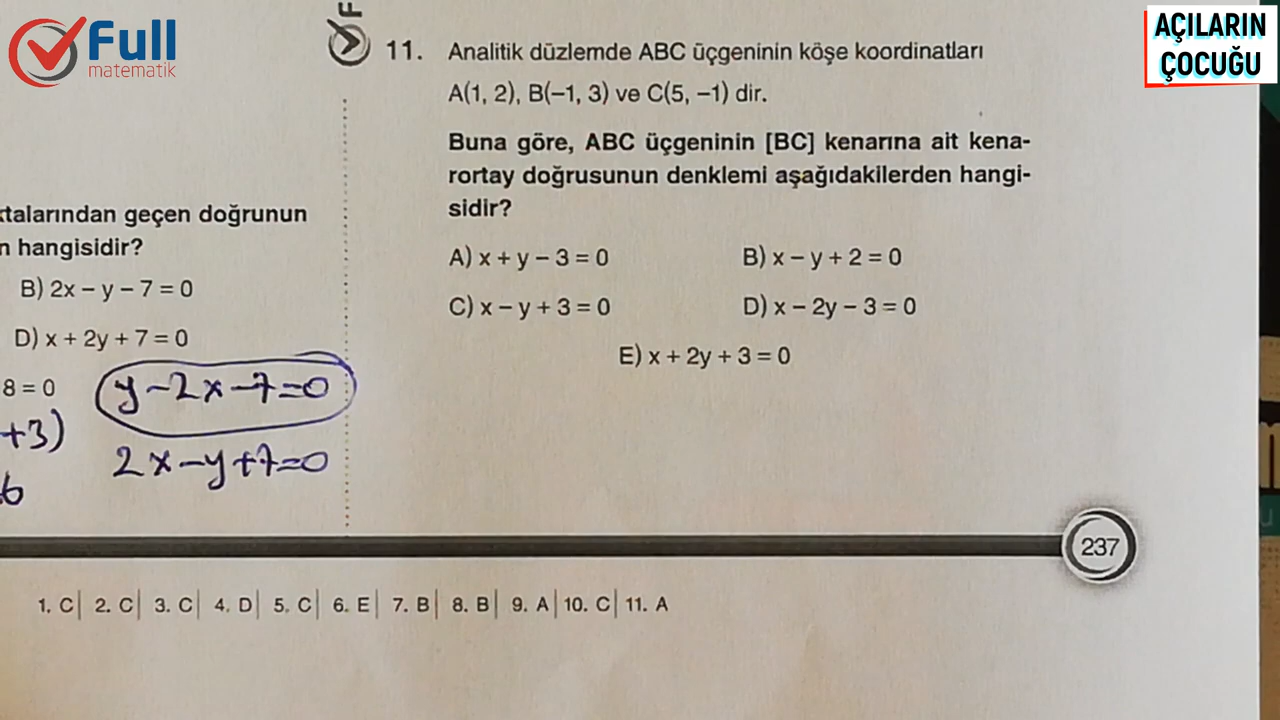 Full
matematik
AÇILARIN
ÇOCUĞU
ktalarından geçen doğrunun
n hangisidir?
B) 2x – y – 7 = 0
D) x + 2y + 7 = 0
8 = 0
y-2x-7=0
+3)
2x-y+7=0
6
F
11. Analitik düzlemde ABC üçgeninin köşe koordinatları
A(1, 2), B(–1, 3) ve C(5, –1) dir.
Buna göre, ABC üçgeninin [BC] kenarına ait kena-
rortay doğrusunun denklemi aşağıdakilerden hangi-
sidir?
A) x + y – 3 = 0 B) x – y + 2 = 0
C) x – y + 3 = 0 D) x – 2y – 3 = 0
E) x + 2y + 3 = 0
237
1. C| 2. C| 3. C| 4. D| 5. C| 6. E| 7. B| 8. B| 9. A| 10. C| 11. A